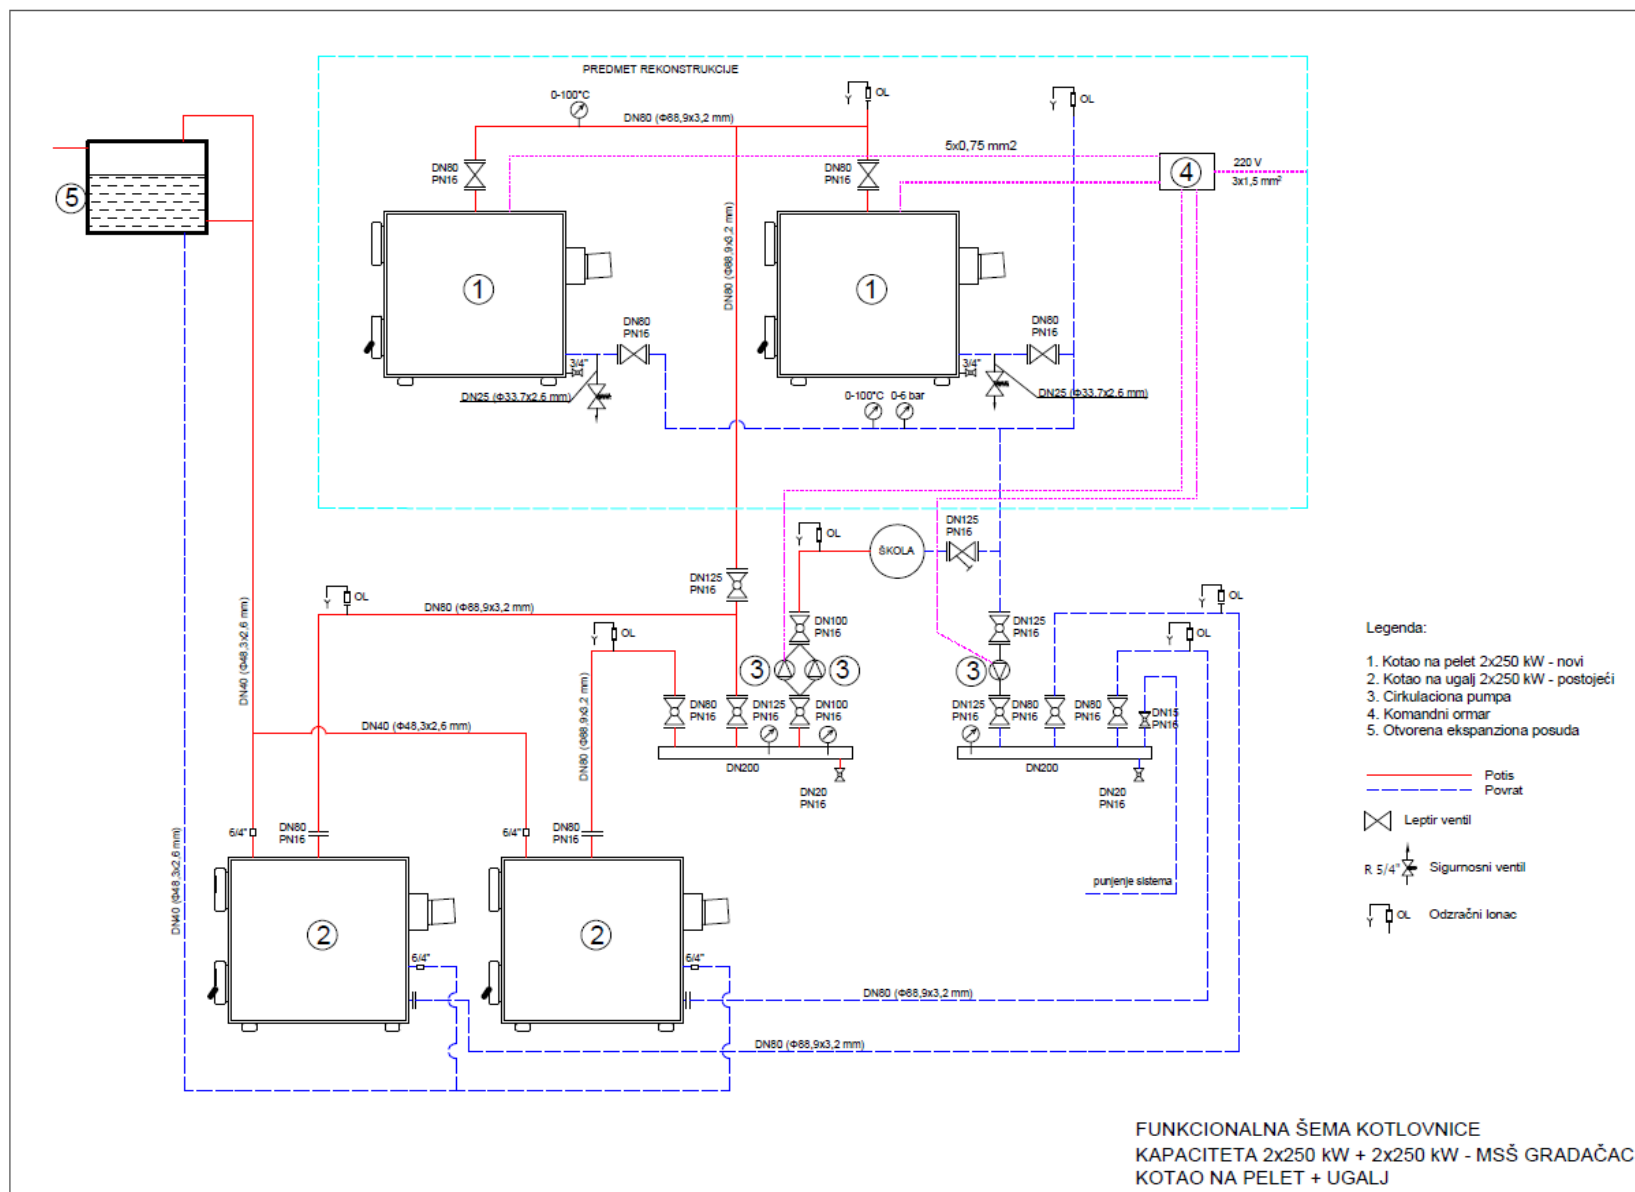 PREDMET REKONSTRUKCIJE
0-100°C
OL
OL
DN80 (Φ88,9x3,2 mm)
5x0,75 mm2
DN80
PN16
DN80
PN16
4
220 V
3x1,5 mm²
5
DN80 (Φ88,9x3,2 mm)
1
1
DN80
PN16
DN80
PN16
3/4"
3/4"
DN25 (Φ33,7x2,6 mm)
DN25 (Φ33,7x2,6 mm)
0-100°C
0-6 bar
DN125
PN16
OL
ŠKOLA
DN125
PN16
OL
DN80 (Φ88,9x3,2 mm)
OL
OL
OL
DN100
PN16
DN125
PN16
3
3
3
DN40 (Φ48,3x2,6 mm)
DN40 (Φ48,3x2,6 mm)
DN80 (Φ88,9x3,2 mm)
DN80
PN16
DN125
PN16
DN100
PN16
DN125
PN16
DN80
PN16
DN80
PN16
DN15
PN16
DN200
DN200
DN20
PN16
DN20
PN16
6/4"
DN80
PN16
6/4"
DN80
PN16
DN40 (Φ48,3x2,6 mm)
punjenje sistema
2
2
6/4"
6/4"
DN80 (Φ88,9x3,2 mm)
DN80 (Φ88,9x3,2 mm)
Legenda:
1. Kotao na pelet 2x250 kW - novi
2. Kotao na ugalj 2x250 kW - postojeći
3. Cirkulaciona pumpa
4. Komandni ormar
5. Otvorena ekspanziona posuda
Potis
Povrat
Leptir ventil
R 5/4"
Sigurnosni ventil
OL
Odzračni lonac
FUNKCIONALNA ŠEMA KOTLOVNICE
KAPACITETA 2x250 kW + 2x250 kW - MSŠ GRADAČAC
KOTAO NA PELET + UGALJ